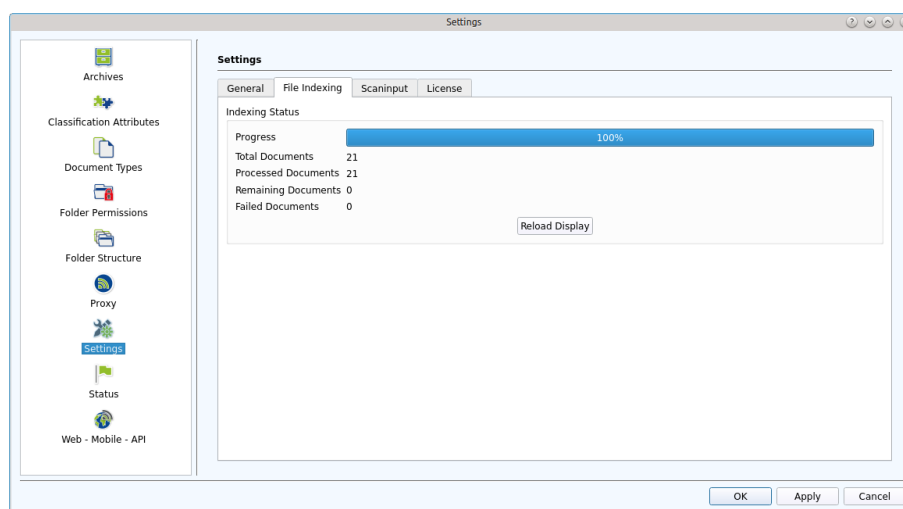 Settings
Archives
Classification Attributes
Document Types
Folder Permissions
Folder Structure
Proxy
Settings
Status
Web - Mobile - API
Settings
General File Indexing Scaninput License
Indexing Status
Progress 100%
Total Documents 21
Processed Documents 21
Remaining Documents 0
Failed Documents 0
Reload Display
OK Apply Cancel